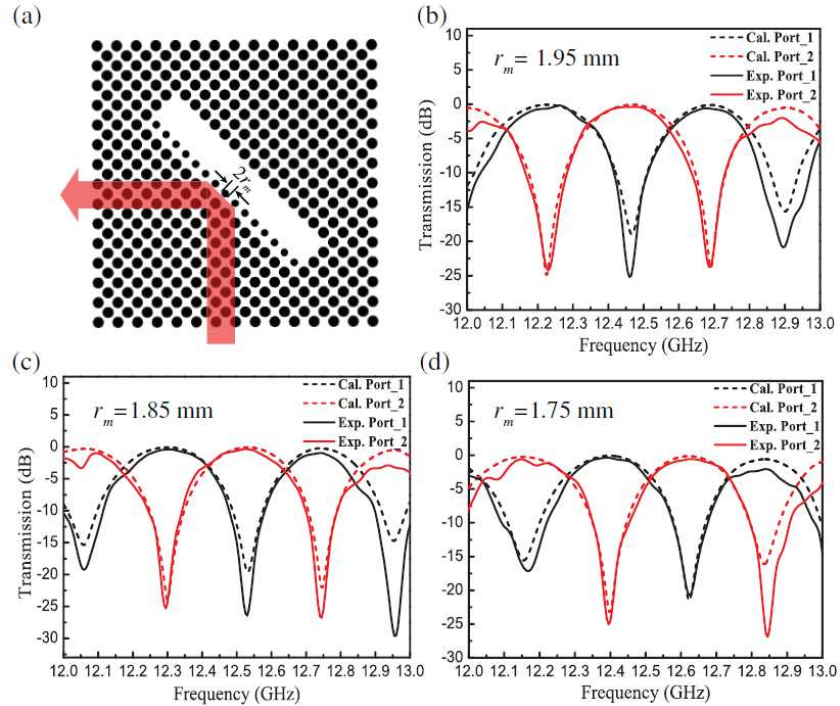 (a)
2r_m
(b)
r_m = 1.95 mm
Cal. Port_1
Cal. Port_2
Exp. Port_1
Exp. Port_2
Transmission (dB)
10
5
0
-5
-10
-15
-20
-25
-30
12.0 12.1 12.2 12.3 12.4 12.5 12.6 12.7 12.8 12.9 13.0
Frequency (GHz)
(c)
r_m=1.85 mm
Cal. Port_1
Cal. Port_2
Exp. Port_1
Exp. Port_2
Transmission (dB)
10
5
0
-5
-10
-15
-20
-25
-30
12.0 12.1 12.2 12.3 12.4 12.5 12.6 12.7 12.8 12.9 13.0
Frequency (GHz)
(d)
r_m=1.75 mm
Cal. Port_1
Cal. Port_2
Exp. Port_1
Exp. Port_2
Transmission (dB)
10
5
0
-5
-10
-15
-20
-25
-30
12.0 12.1 12.2 12.3 12.4 12.5 12.6 12.7 12.8 12.9 13.0
Frequency (GHz)